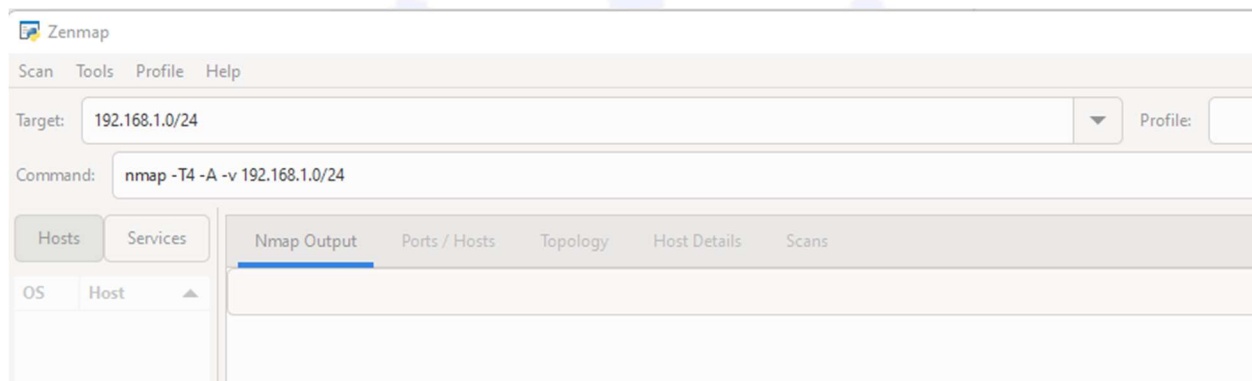 Zenmap
Scan Tools Profile Help
Target: 192.168.1.0/24 Profile:
Command: nmap -T4 -A -v 192.168.1.0/24
Hosts Services Nmap Output Ports / Hosts Topology Host Details Scans
OS Host